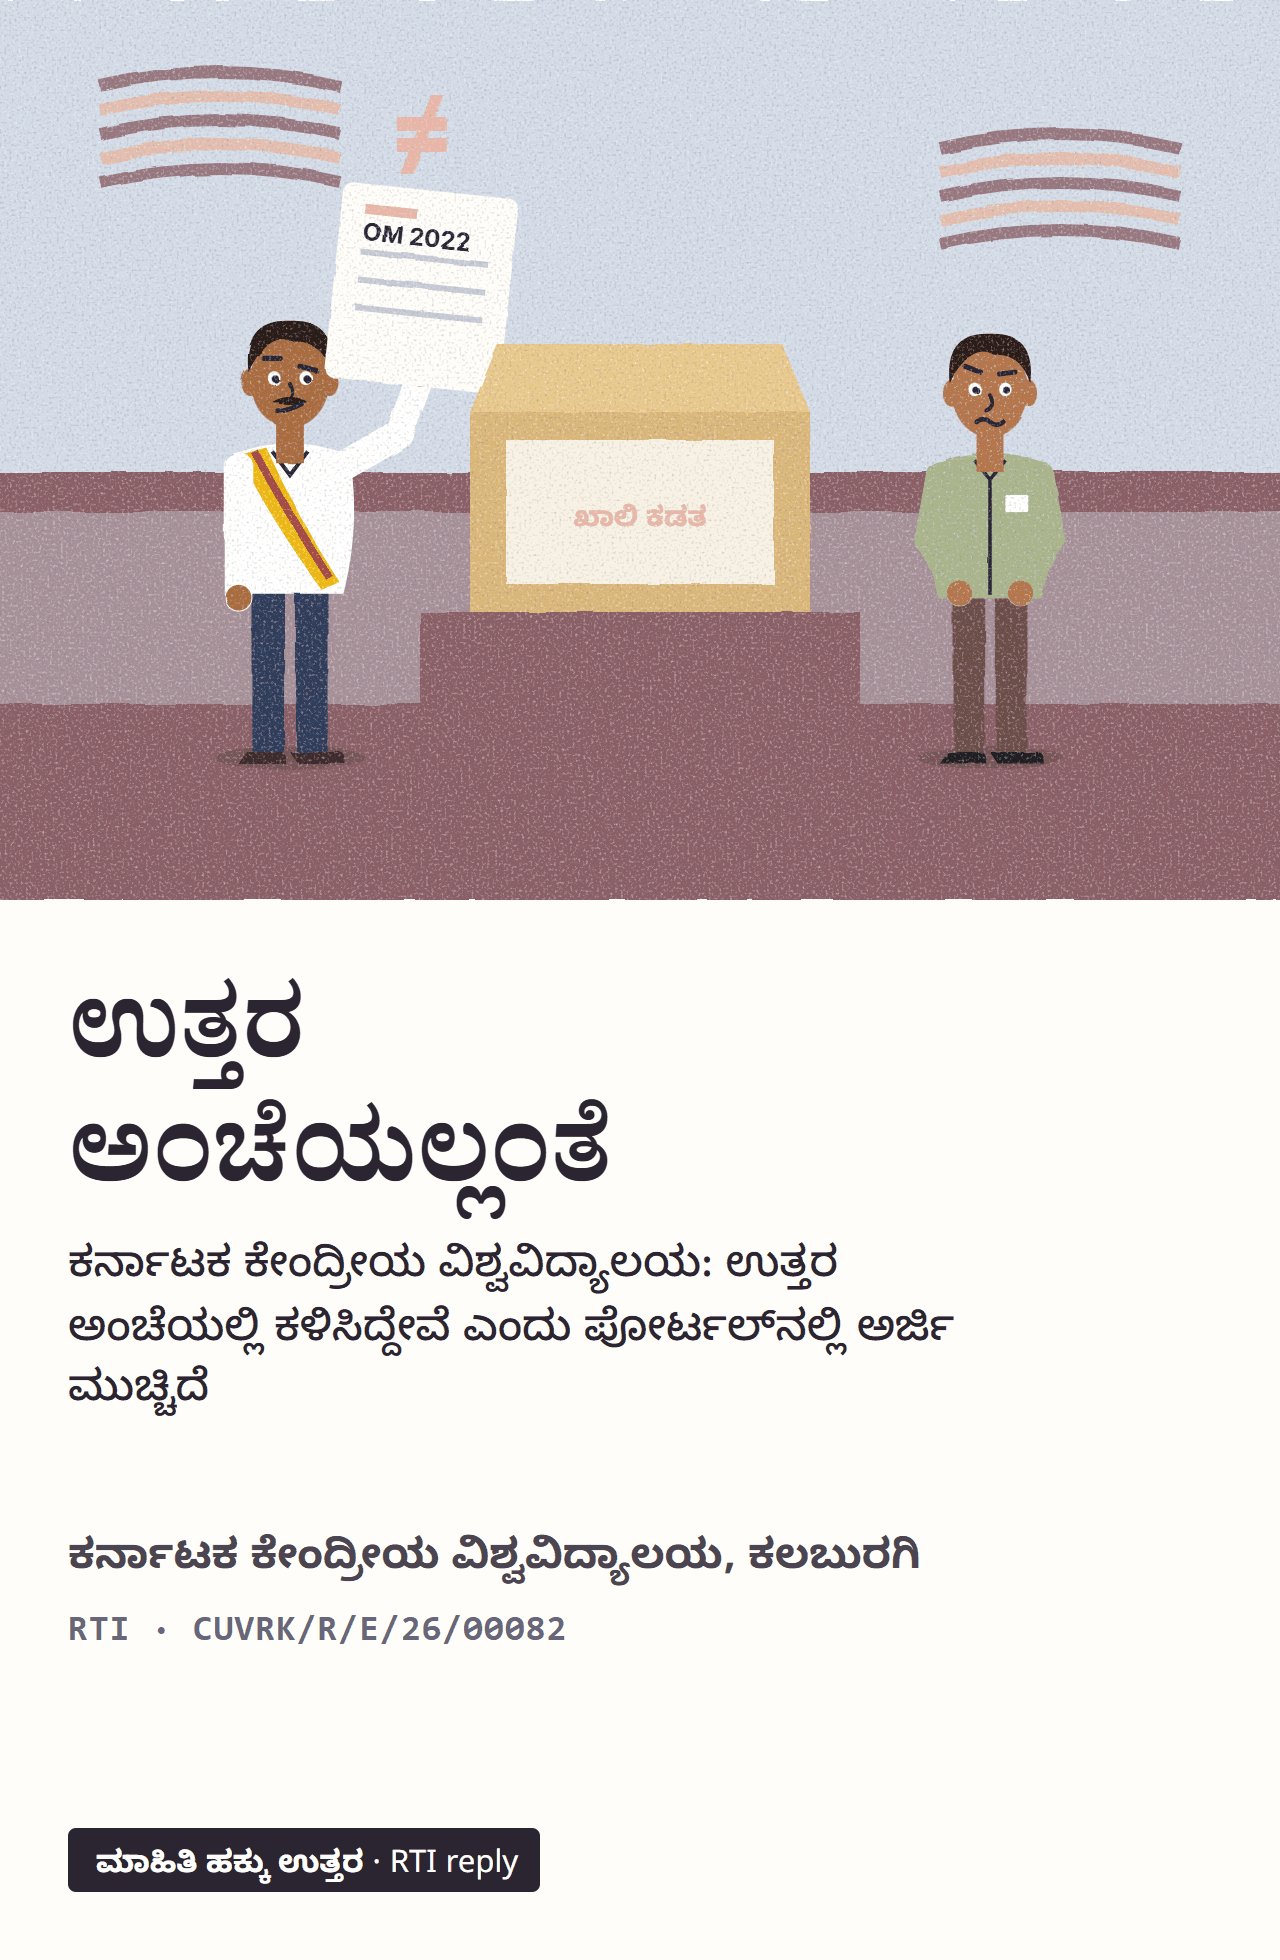 ≠
OM 2022
ಖಾಲಿ ಕಡತ
ಉತ್ತರ
ಅಂಚೆಯಲ್ಲಂತೆ
ಕರ್ನಾಟಕ ಕೇಂದ್ರೀಯ ವಿಶ್ವವಿದ್ಯಾಲಯ: ಉತ್ತರ
ಅಂಚೆಯಲ್ಲಿ ಕಳಿಸಿದ್ದೇವೆ ಎಂದು ಪೋರ್ಟಲ್‌ನಲ್ಲಿ ಅರ್ಜಿ
ಮುಚ್ಚಿದೆ
ಕರ್ನಾಟಕ ಕೇಂದ್ರೀಯ ವಿಶ್ವವಿದ್ಯಾಲಯ, ಕಲಬುರಗಿ
RTI · CUVRK/R/E/26/00082
ಮಾಹಿತಿ ಹಕ್ಕು ಉತ್ತರ · RTI reply